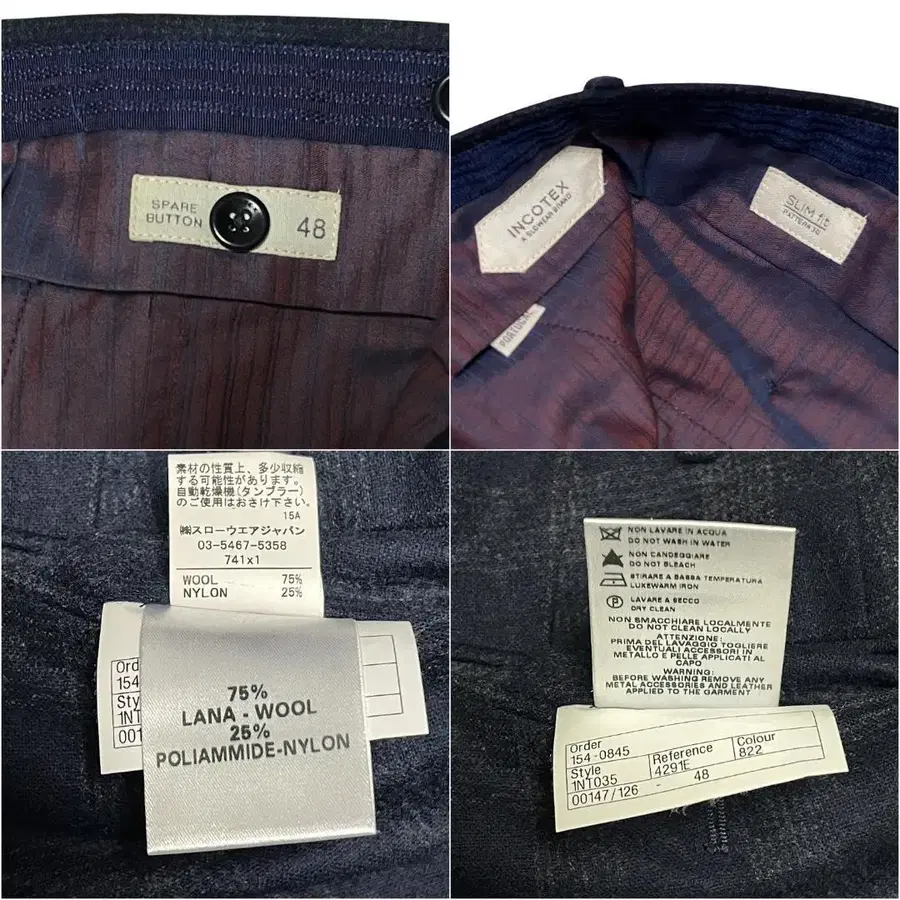 SPARE
BUTTON
48
INCOTEX
A SLOWEAR BRAND
SLIM fit
PATTERN 30
PORTUGAL
素材の性質上、多少収縮
する可能性があります。
自動乾燥機(タンブラー)
のご使用はおさけ下さい。
15A
㈱スローウエアジャパン
03-5467-5358
741x1
WOOL 75%
NYLON 25%
Ord
154
Sty
1NT
001
75%
LANA - WOOL
25%
POLIAMMIDE-NYLON
NON LAVARE IN ACQUA
DO NOT WASH IN WATER
NON CANDEGGIARE
DO NOT BLEACH
STIRARE A BASSA TEMPERATURA
LUKEWARM IRON
P LAVARE A SECCO
DRY CLEAN
NON SMACCHIARE LOCALMENTE
DO NOT CLEAN LOCALLY
ATTENZIONE:
PRIMA DEL LAVAGGIO TOGLIERE
EVENTUALI ACCESSORI IN
METALLO E PELLE APPLICATI AL
CAPO
WARNING:
BEFORE WASHING REMOVE ANY
METAL ACCESSORIES AND LEATHER
APPLIED TO THE GARMENT
Order
154-0845
Style Reference Colour
1NT035 4291E 822
00147/126 - 48